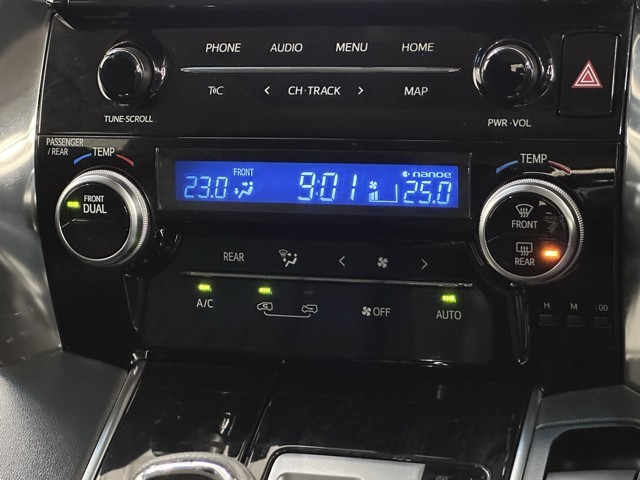 PHONE AUDIO MENU HOME
T&C < CH·TRACK > MAP
TUNE·SCROLL
PWR·VOL
PASSENGER
/REAR
TEMP
TEMP
FRONT
nanoe
23.0 9:01 25.0
FRONT
DUAL
FRONT
REAR
REAR < >
A/C OFF AUTO
H M :00